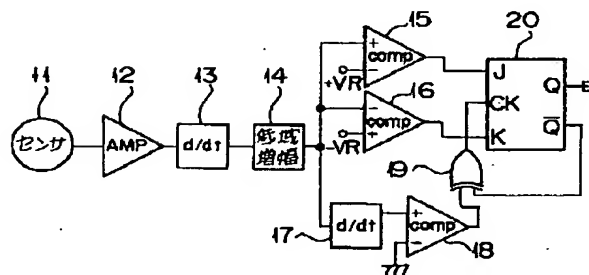 11
センサ
12
AMP
13
d/dt
14
低域
増幅
15
+
comp
-
+VR
16
-
comp
+
-VR
17
d/dt
+
comp
-
18
19
20
J
CK
K
Q
Q̅